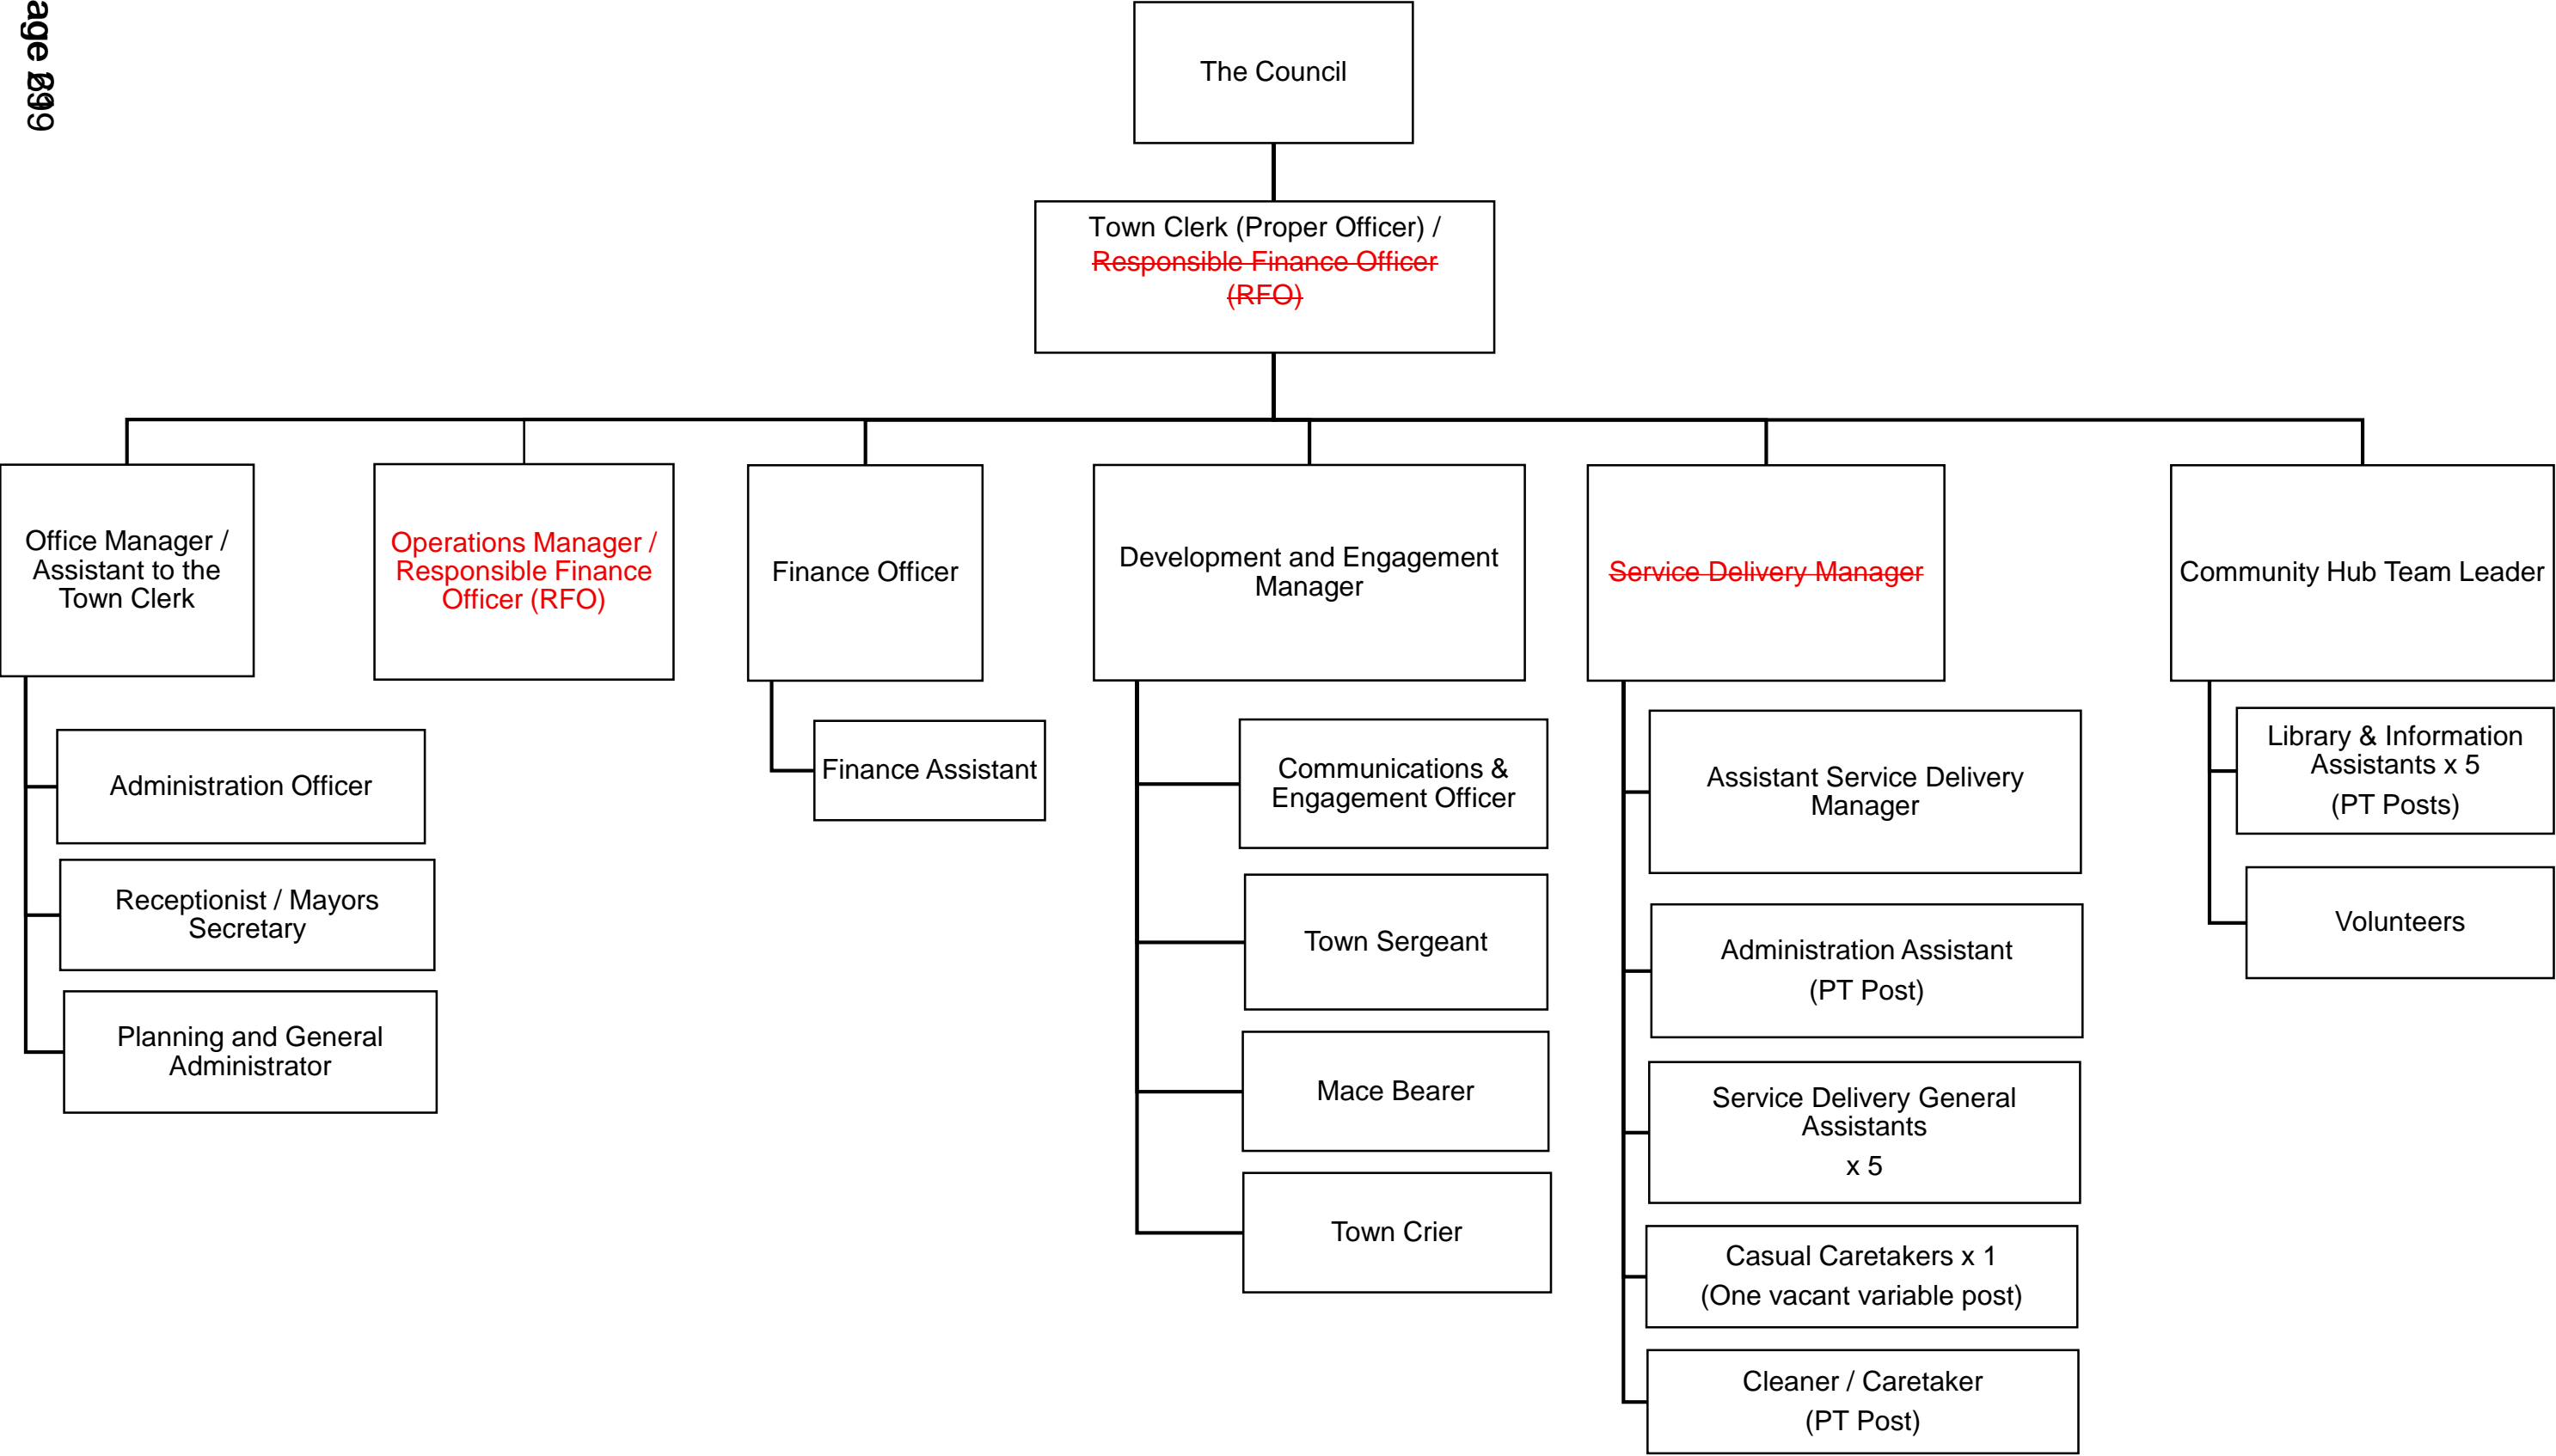 The Council
Town Clerk (Proper Officer) /
Responsible Finance Officer
(RFO)
Office Manager /
Assistant to the
Town Clerk
Operations Manager /
Responsible Finance
Officer (RFO)
Finance Officer
Development and Engagement
Manager
Service Delivery Manager
Community Hub Team Leader
Administration Officer
Receptionist / Mayors
Secretary
Planning and General
Administrator
Finance Assistant
Communications &
Engagement Officer
Town Sergeant
Mace Bearer
Town Crier
Assistant Service Delivery
Manager
Administration Assistant
(PT Post)
Service Delivery General
Assistants
x 5
Casual Caretakers x 1
(One vacant variable post)
Cleaner / Caretaker
(PT Post)
Library & Information
Assistants x 5
(PT Posts)
Volunteers